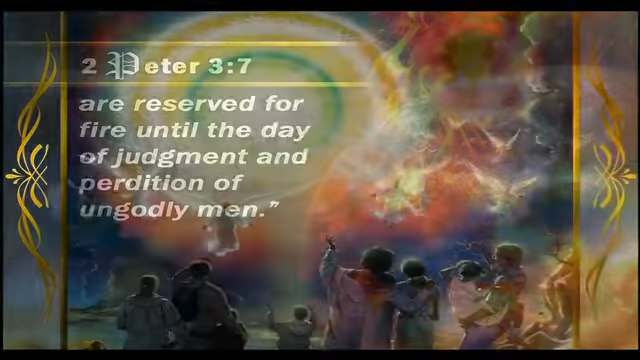 2 Peter 3:7
are reserved for
fire until the day
of judgment and
perdition of
ungodly men.”